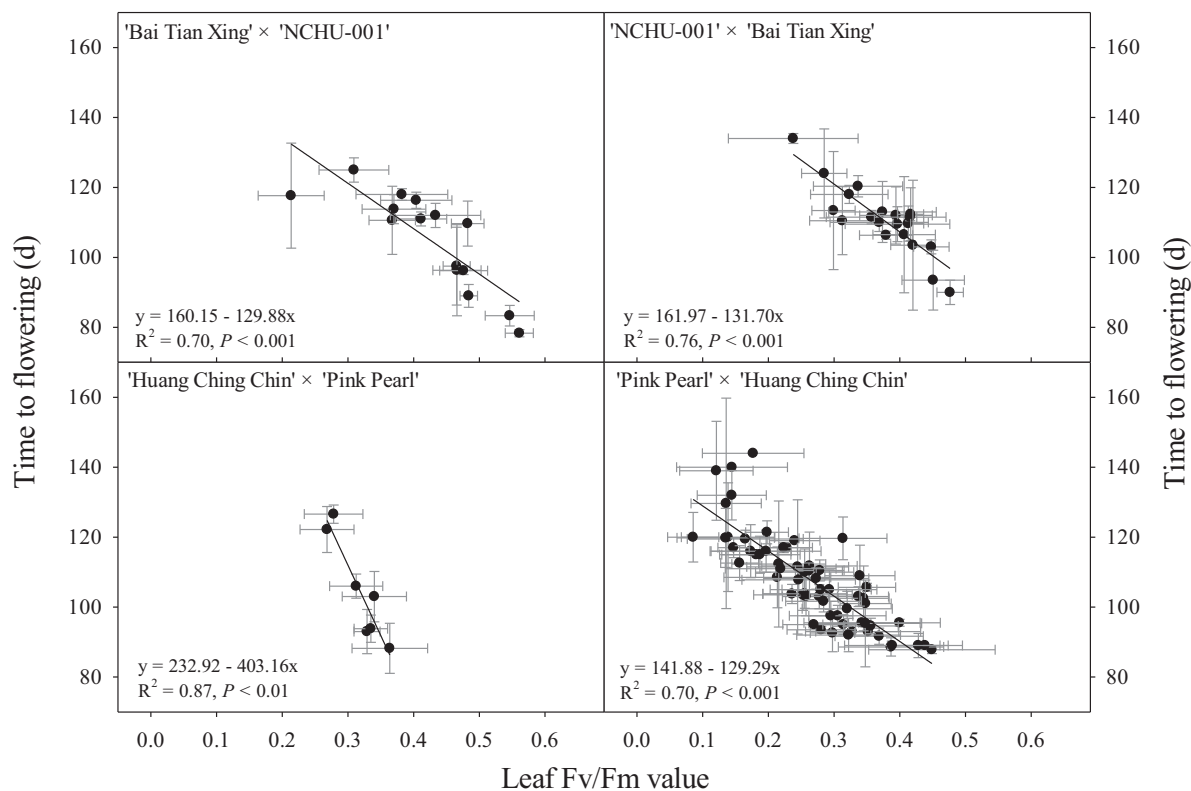 'Bai Tian Xing' × 'NCHU-001'
'NCHU-001' × 'Bai Tian Xing'
160
140
120
100
80
160
140
120
100
80
y = 160.15 - 129.88x
R² = 0.70, P < 0.001
y = 161.97 - 131.70x
R² = 0.76, P < 0.001
'Huang Ching Chin' × 'Pink Pearl'
'Pink Pearl' × 'Huang Ching Chin'
160
140
120
100
80
160
140
120
100
80
y = 232.92 - 403.16x
R² = 0.87, P < 0.01
y = 141.88 - 129.29x
R² = 0.70, P < 0.001
Time to flowering (d)
Time to flowering (d)
0.0 0.1 0.2 0.3 0.4 0.5 0.6 0.0 0.1 0.2 0.3 0.4 0.5 0.6
Leaf Fv/Fm value